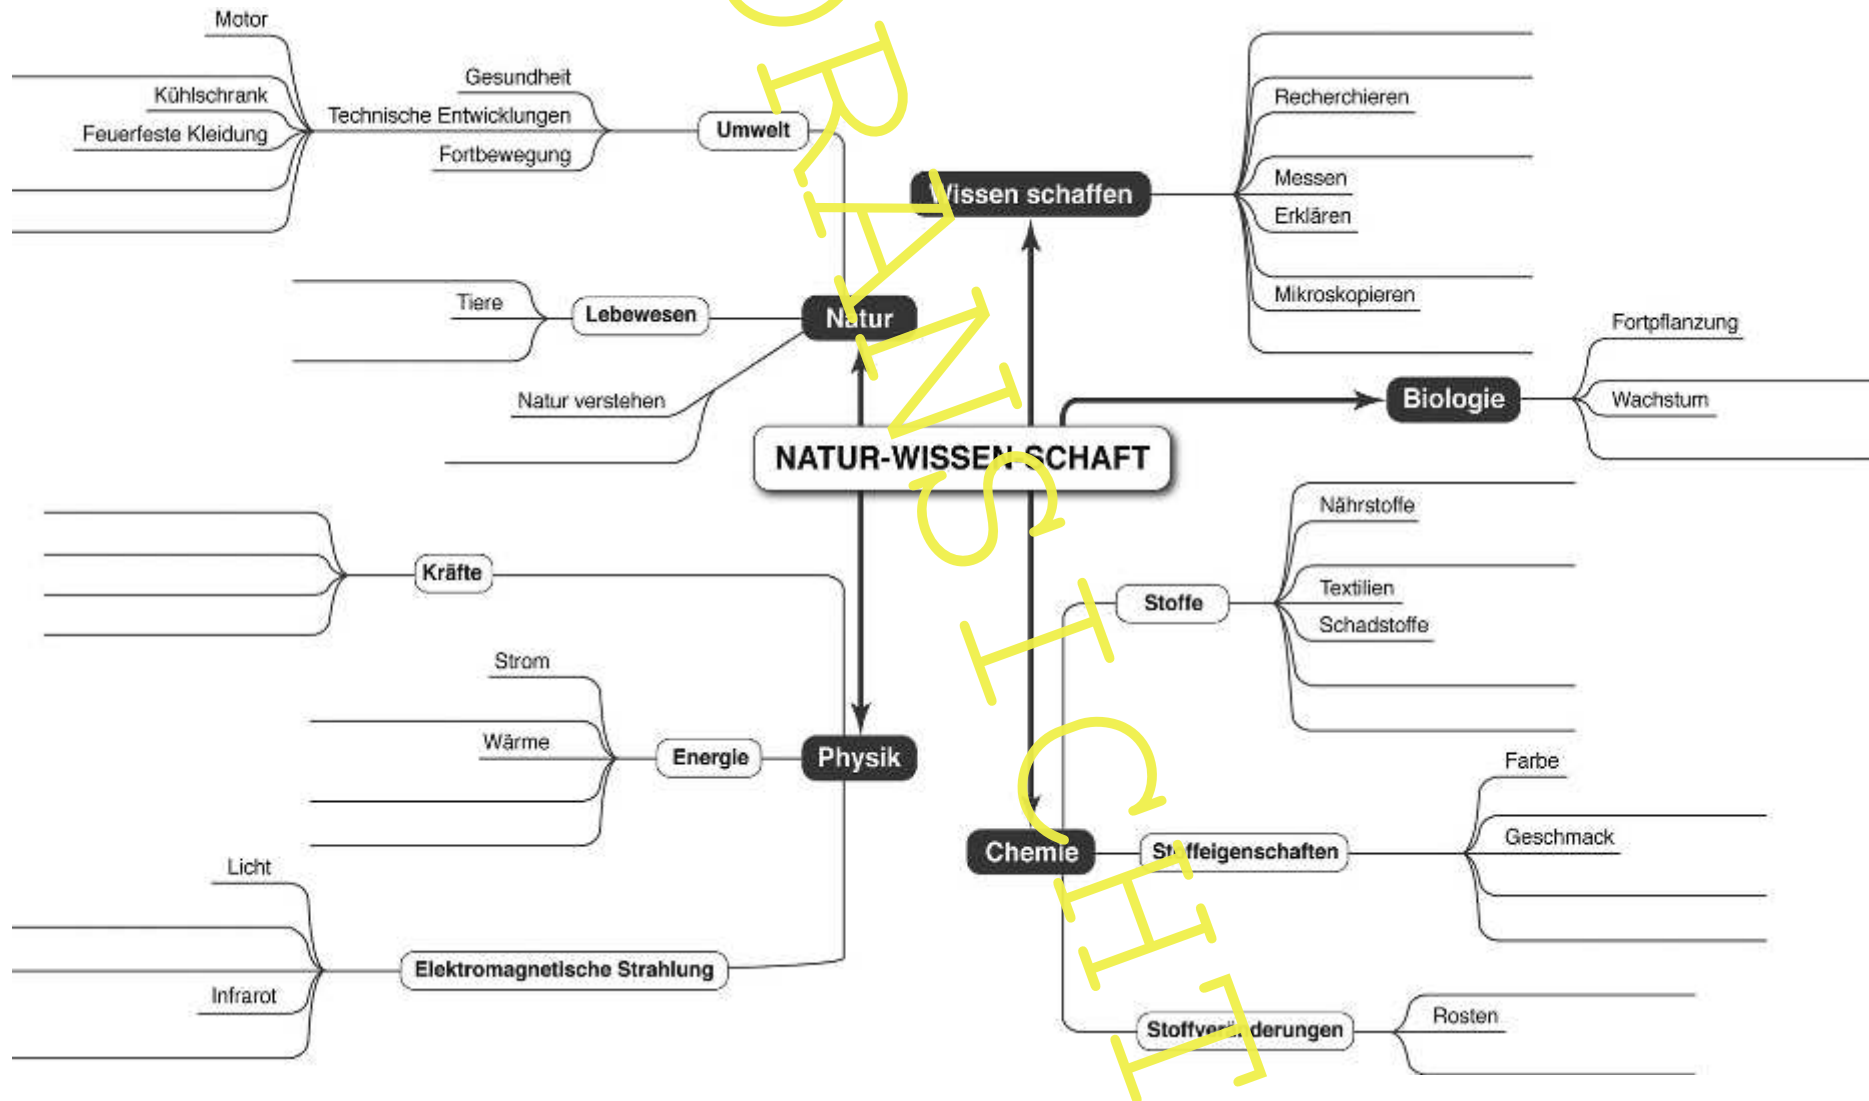 Motor
Kühlschrank
Feuerfeste Kleidung
Gesundheit
Technische Entwicklungen
Fortbewegung
Umwelt
Tiere
Lebewesen
Natur
Natur verstehen
Wissen schaffen
Recherchieren
Messen
Erklären
Mikroskopieren
Biologie
Fortpflanzung
Wachstum
NATUR-WISSEN-SCHAFT
Kräfte
Strom
Wärme
Energie
Physik
Licht
Infrarot
Elektromagnetische Strahlung
Stoffe
Nährstoffe
Textilien
Schadstoffe
Chemie
Stoffeigenschaften
Farbe
Geschmack
Stoffveränderungen
Rosten
ORANSICHT